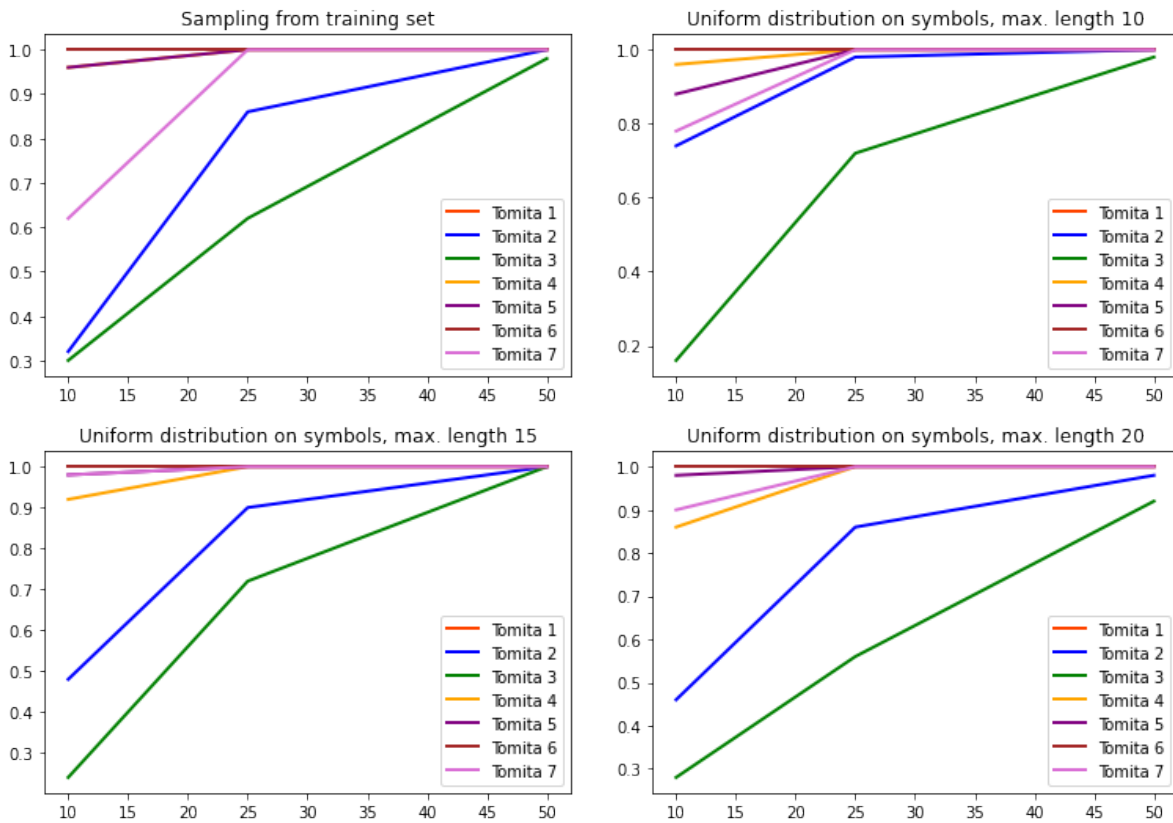 Sampling from training set
1.0
0.9
0.8
0.7
0.6
0.5
0.4
0.3
10 15 20 25 30 35 40 45 50
Tomita 1
Tomita 2
Tomita 3
Tomita 4
Tomita 5
Tomita 6
Tomita 7
Uniform distribution on symbols, max. length 10
1.0
0.8
0.6
0.4
0.2
10 15 20 25 30 35 40 45 50
Tomita 1
Tomita 2
Tomita 3
Tomita 4
Tomita 5
Tomita 6
Tomita 7
Uniform distribution on symbols, max. length 15
1.0
0.9
0.8
0.7
0.6
0.5
0.4
0.3
10 15 20 25 30 35 40 45 50
Tomita 1
Tomita 2
Tomita 3
Tomita 4
Tomita 5
Tomita 6
Tomita 7
Uniform distribution on symbols, max. length 20
1.0
0.9
0.8
0.7
0.6
0.5
0.4
0.3
10 15 20 25 30 35 40 45 50
Tomita 1
Tomita 2
Tomita 3
Tomita 4
Tomita 5
Tomita 6
Tomita 7